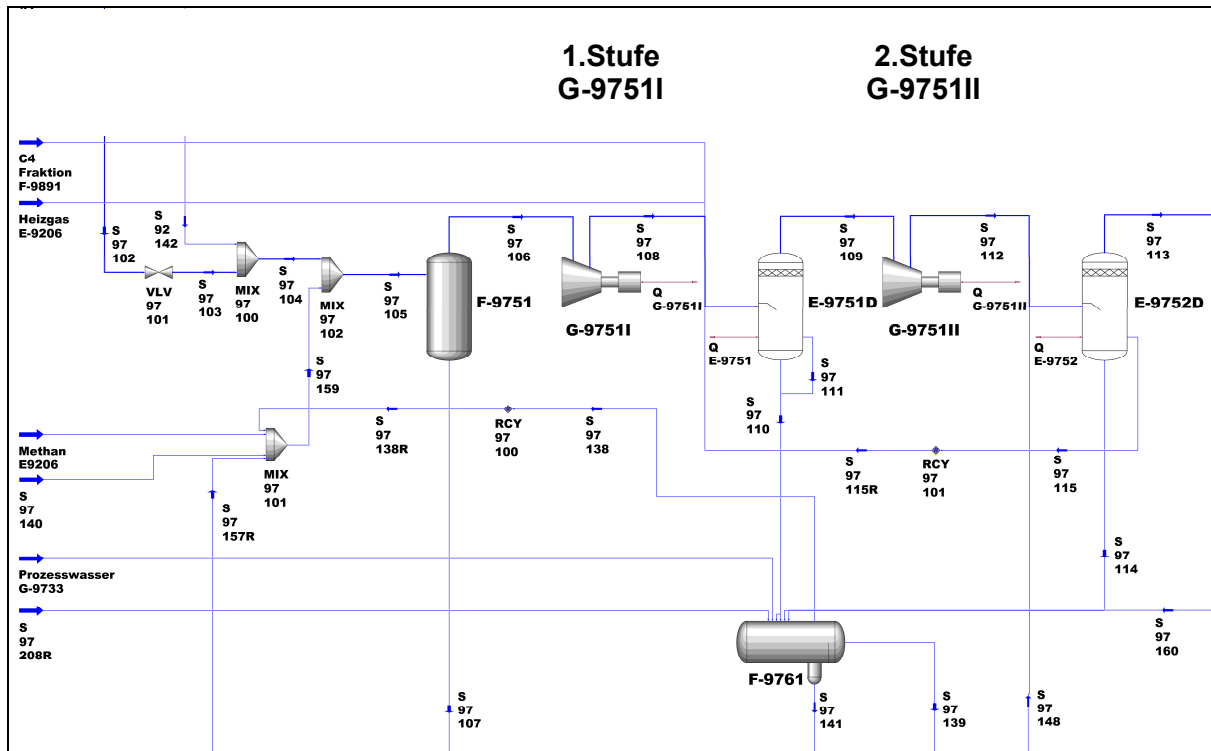 1.Stufe
G-9751I
2.Stufe
G-9751II
C4
Fraktion
F-9891
Heizgas
E-9206
S
97
102
S
92
142
VLV
97
101
S
97
103
MIX
97
100
S
97
104
MIX
97
102
S
97
105
F-9751
S
97
106
G-9751I
S
97
108
Q
G-9751I
Q
E-9751
E-9751D
S
97
109
G-9751II
S
97
112
Q
G-9751II
Q
E-9752
E-9752D
S
97
113
S
97
159
S
97
111
S
97
110
Methan
E9206
S
97
140
MIX
97
101
S
97
138R
RCY
97
100
S
97
138
S
97
115R
RCY
97
101
S
97
115
S
97
157R
S
97
114
Prozesswasser
G-9733
S
97
208R
F-9761
S
97
160
S
97
107
S
97
141
S
97
139
S
97
148